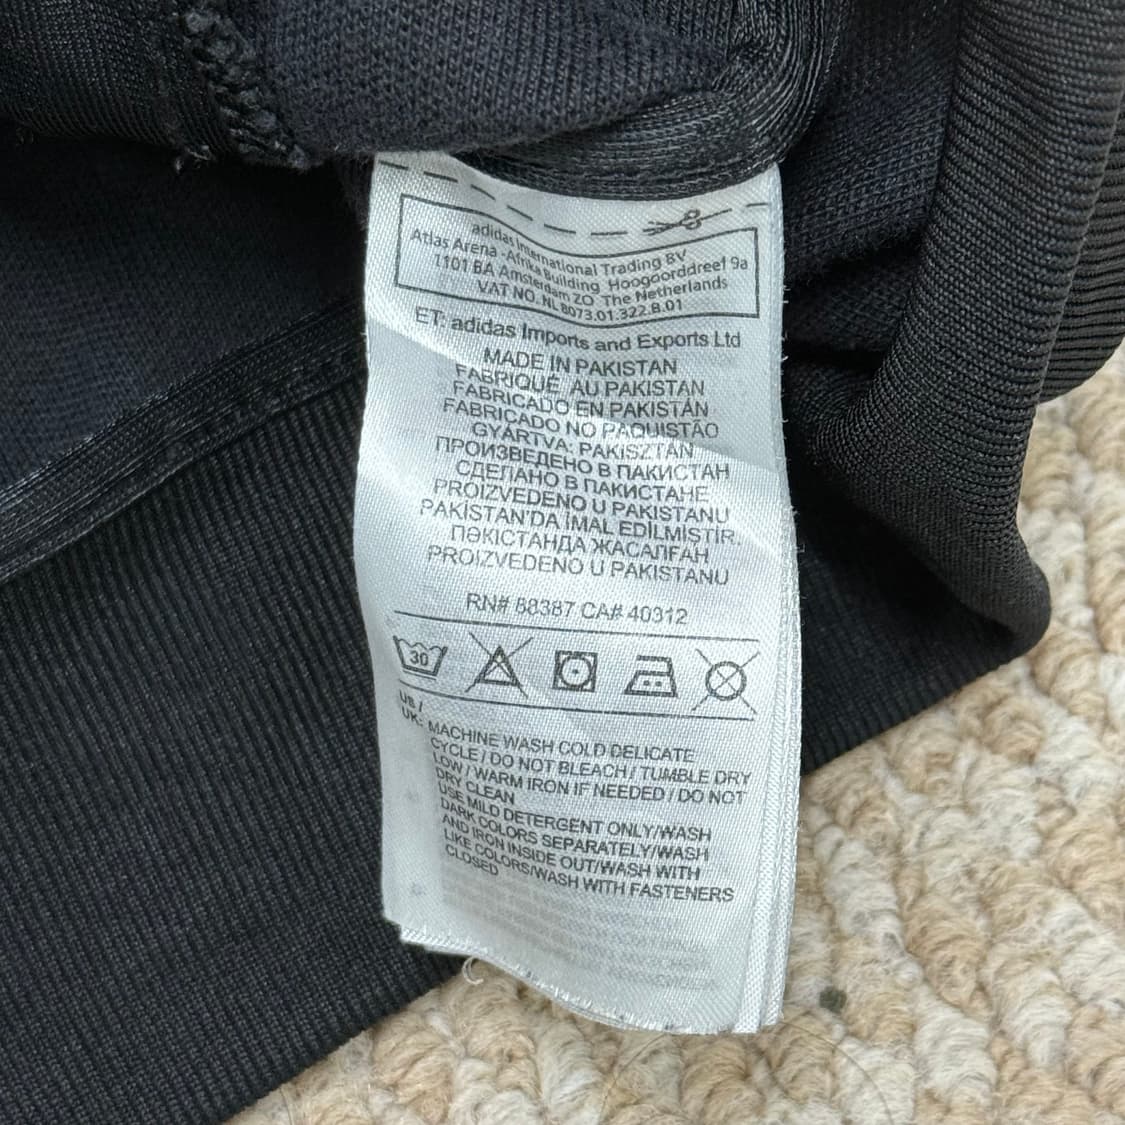 adidas International Trading BV
Atlas Arena -Afrika Building Hoogoorddreef 9a
1101 BA Amsterdam ZO The Netherlands
VAT NO. NL 8073.01.322.B.01
ET: adidas Imports and Exports Ltd
MADE IN PAKISTAN
FABRIQUÉ AU PAKISTAN
FABRICADO EN PAKISTÁN
FABRICADO NO PAQUISTÃO
GYÁRTVA: PAKISZTÁN
ПРОИЗВЕДЕНО В ПАКИСТАН
СДЕЛАНО В ПАКИСТАНЕ
PROIZVEDENO U PAKISTANU
PAKİSTAN'DA İMAL EDİLMİSTİR.
ПӘКІСТАНДА ЖАСАЛҒАН
PROIZVEDENO U PAKISTANU
RN# 88387 CA# 40312
30
US /
UK: MACHINE WASH COLD DELICATE
CYCLE / DO NOT BLEACH / TUMBLE DRY
LOW / WARM IRON IF NEEDED / DO NOT
DRY CLEAN
USE MILD DETERGENT ONLY/WASH
DARK COLORS SEPARATELY/WASH
AND IRON INSIDE OUT/WASH WITH
LIKE COLORS/WASH WITH FASTENERS
CLOSED